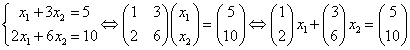 { x₁ + 3x₂ = 5
2x₁ + 6x₂ = 10 ⇔ (1 3
2 6)(x₁
x₂) = (5
10) ⇔ (1
2)x₁ + (3
6)x₂ = (5
10)